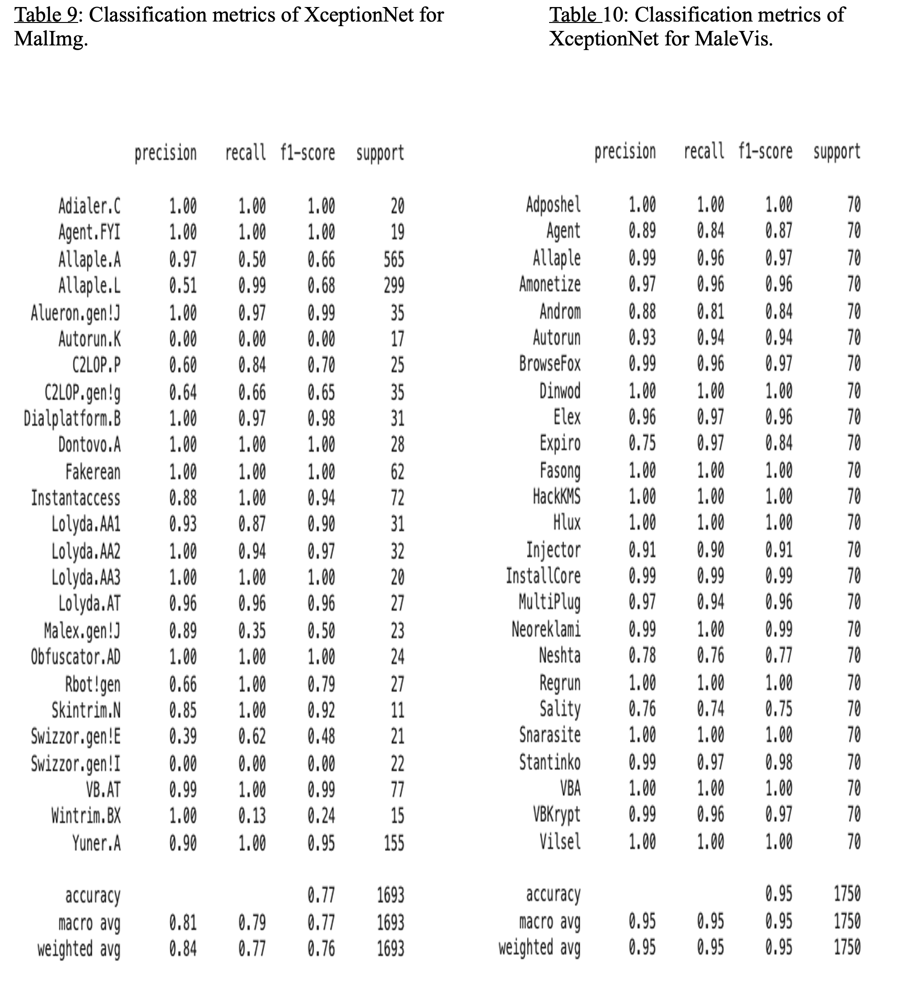 Table 9: Classification metrics of XceptionNet for
MalImg.
precision recall f1-score support
Adialer.C 1.00 1.00 1.00 20
Agent.FYI 1.00 1.00 1.00 19
Allaple.A 0.97 0.50 0.66 565
Allaple.L 0.51 0.99 0.68 299
Alueron.gen!J 1.00 0.97 0.99 35
Autorun.K 0.00 0.00 0.00 17
C2LOP.P 0.60 0.84 0.70 25
C2LOP.gen!g 0.64 0.66 0.65 35
Dialplatform.B 1.00 0.97 0.98 31
Dontovo.A 1.00 1.00 1.00 28
Fakerean 1.00 1.00 1.00 62
Instantaccess 0.88 1.00 0.94 72
Lolyda.AA1 0.93 0.87 0.90 31
Lolyda.AA2 1.00 0.94 0.97 32
Lolyda.AA3 1.00 1.00 1.00 20
Lolyda.AT 0.96 0.96 0.96 27
Malex.gen!J 0.89 0.35 0.50 23
Obfuscator.AD 1.00 1.00 1.00 24
Rbot!gen 0.66 1.00 0.79 27
Skintrim.N 0.85 1.00 0.92 11
Swizzor.gen!E 0.39 0.62 0.48 21
Swizzor.gen!I 0.00 0.00 0.00 22
VB.AT 0.99 1.00 0.99 77
Wintrim.BX 1.00 0.13 0.24 15
Yuner.A 0.90 1.00 0.95 155
accuracy 0.77 1693
macro avg 0.81 0.79 0.77 1693
weighted avg 0.84 0.77 0.76 1693
Table 10: Classification metrics of
XceptionNet for MaleVis.
precision recall f1-score support
Adposhel 1.00 1.00 1.00 70
Agent 0.89 0.84 0.87 70
Allaple 0.99 0.96 0.97 70
Amonetize 0.97 0.96 0.96 70
Androm 0.88 0.81 0.84 70
Autorun 0.93 0.94 0.94 70
BrowseFox 0.99 0.96 0.97 70
Dinwod 1.00 1.00 1.00 70
Elex 0.96 0.97 0.96 70
Expiro 0.75 0.97 0.84 70
Fasong 1.00 1.00 1.00 70
HackKMS 1.00 1.00 1.00 70
Hlux 1.00 1.00 1.00 70
Injector 0.91 0.90 0.91 70
InstallCore 0.99 0.99 0.99 70
MultiPlug 0.97 0.94 0.96 70
Neoreklami 0.99 1.00 0.99 70
Neshta 0.78 0.76 0.77 70
Regrun 1.00 1.00 1.00 70
Sality 0.76 0.74 0.75 70
Snarasite 1.00 1.00 1.00 70
Stantinko 0.99 0.97 0.98 70
VBA 1.00 1.00 1.00 70
VBKrypt 0.99 0.96 0.97 70
Vilsel 1.00 1.00 1.00 70
accuracy 0.95 1750
macro avg 0.95 0.95 0.95 1750
weighted avg 0.95 0.95 0.95 1750